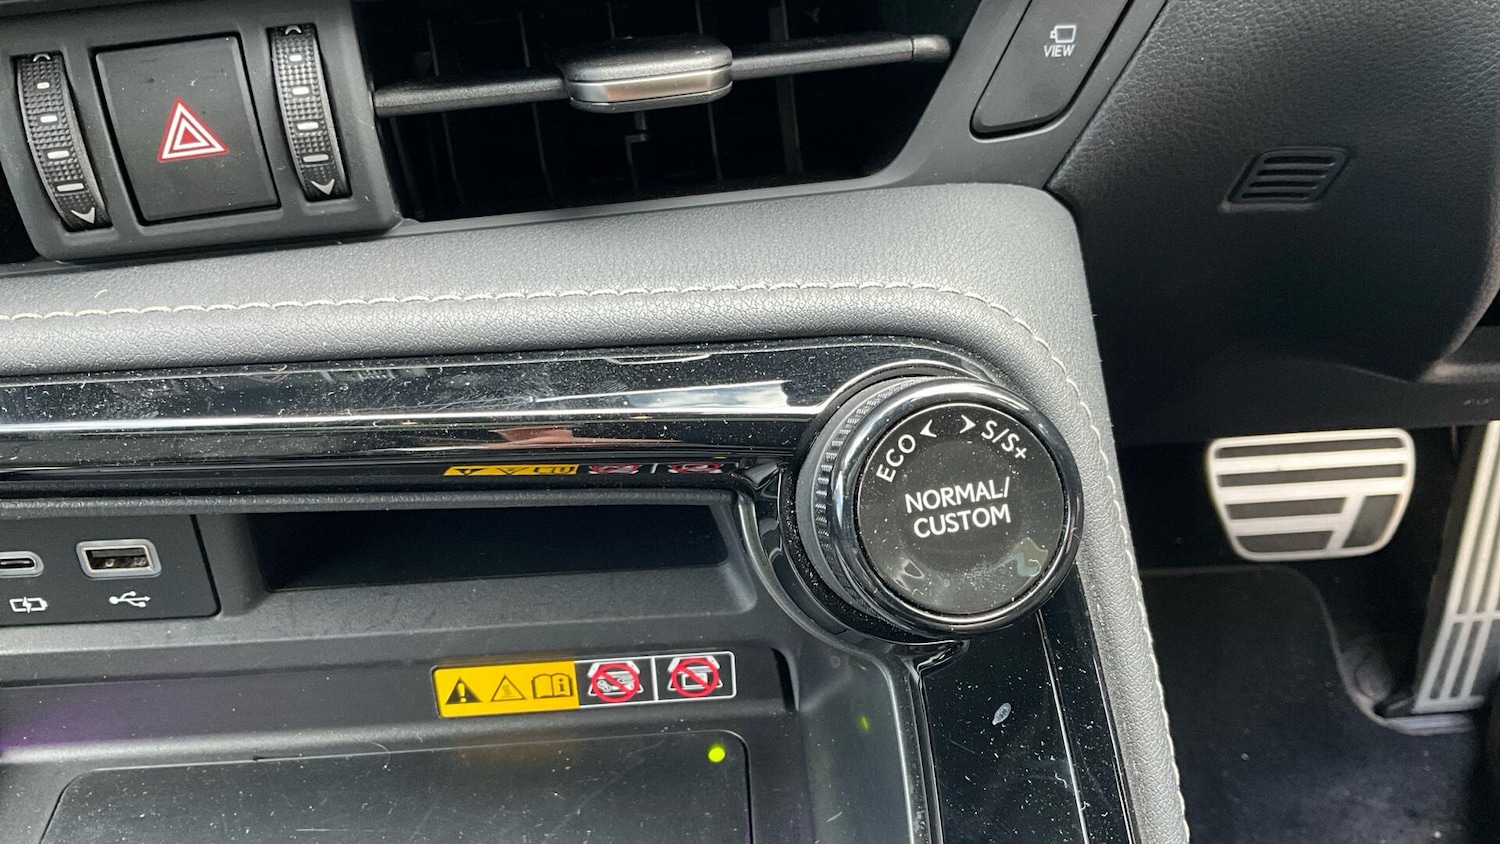 VIEW
ECO < > S/S+
NORMAL/
CUSTOM